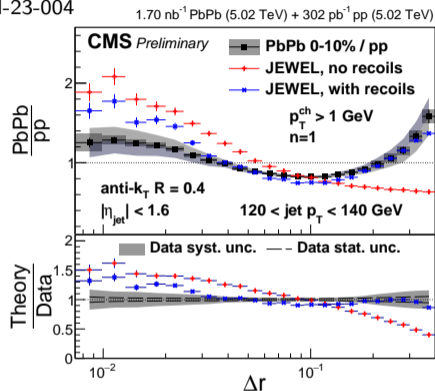 -23-004
1.70 nb⁻¹ PbPb (5.02 TeV) + 302 pb⁻¹ pp (5.02 TeV)
CMS Preliminary
PbPb 0-10% / pp
JEWEL, no recoils
JEWEL, with recoils
p_T^ch > 1 GeV
n=1
2
1
PbPb
pp
anti-k_T R = 0.4
|η_jet| < 1.6
120 < jet p_T < 140 GeV
Data syst. unc.
Data stat. unc.
2
1.5
1
0.5
0
Theory
Data
10⁻²
10⁻¹
Δr